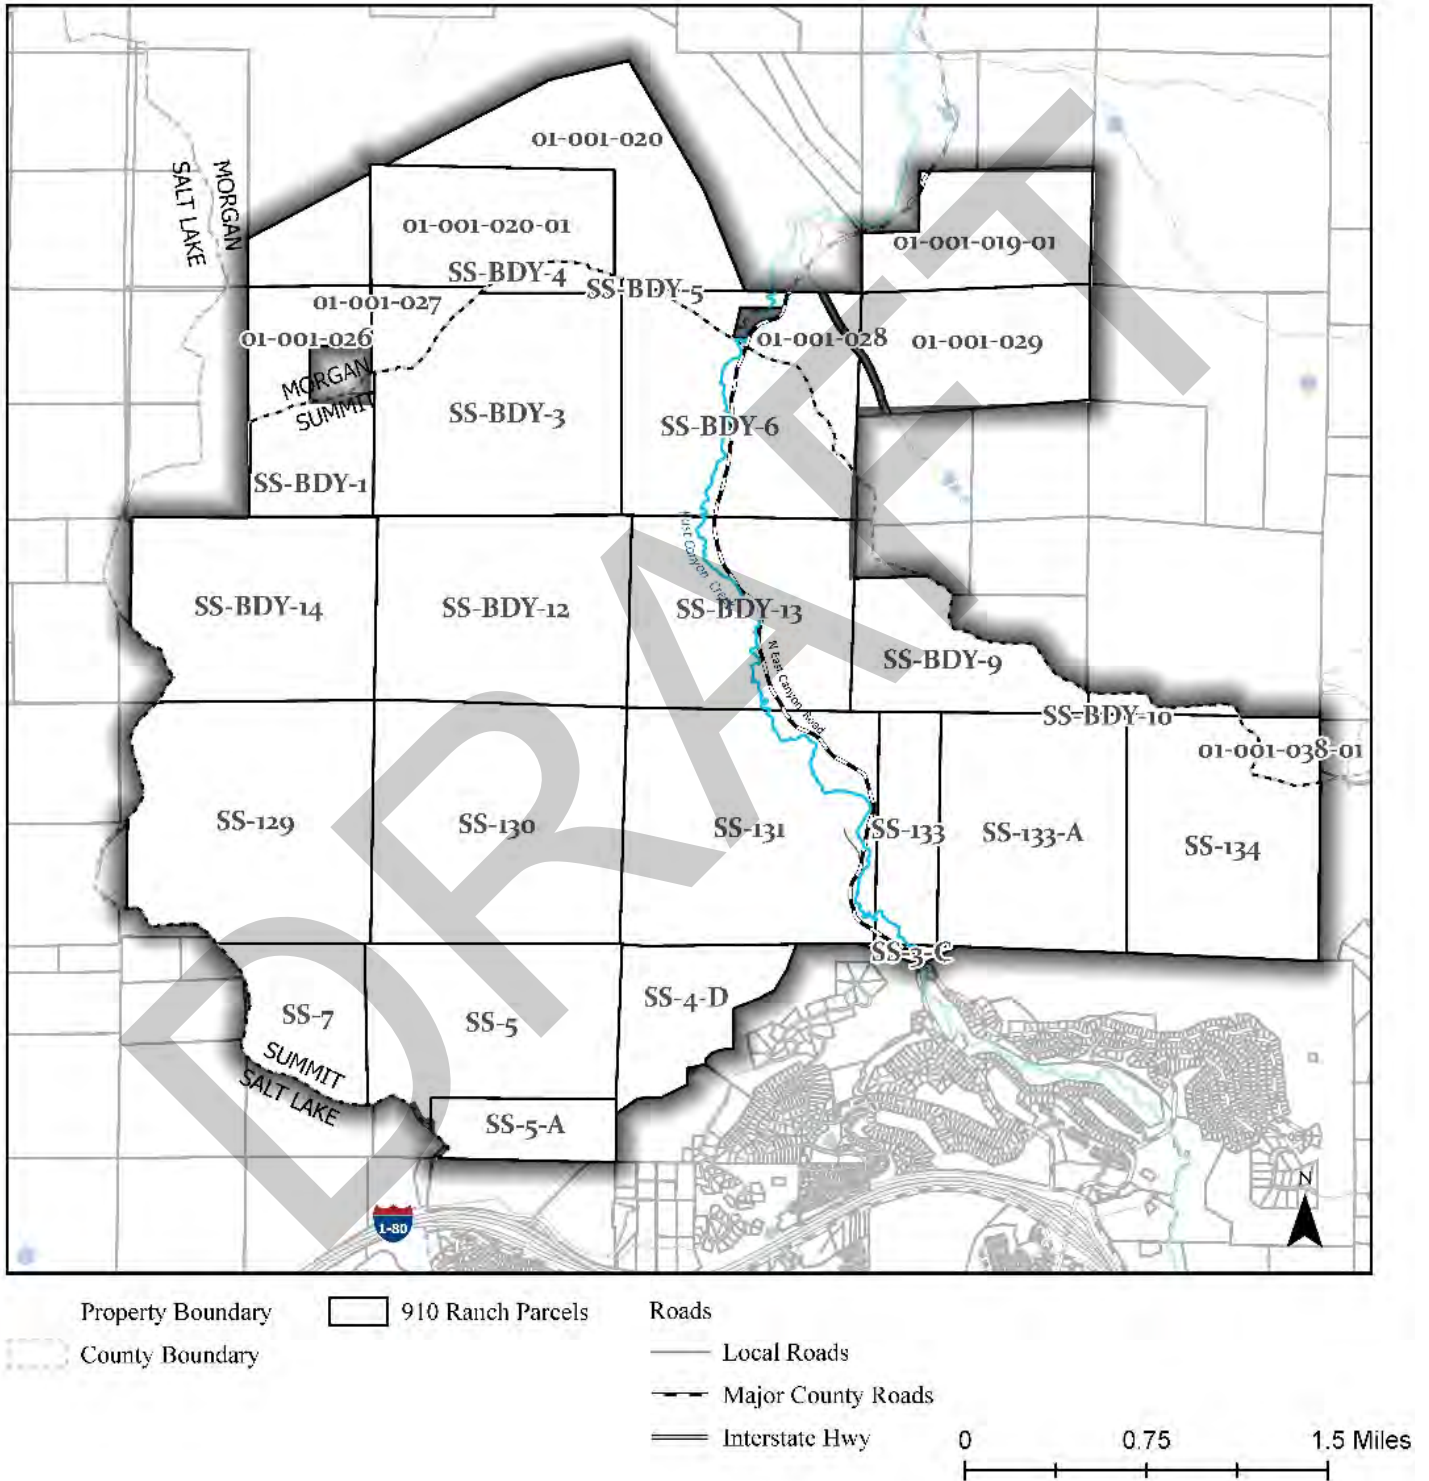 01-001-020
MORGAN
SALT LAKE
01-001-020-01
01-001-019-01
SS-BDY-4
SS-BDY-5
01-001-027
01-001-026
01-001-028
01-001-029
MORGAN
SUMMIT
SS-BDY-3
SS-BDY-6
SS-BDY-1
East Canyon Creek
SS-BDY-14
SS-BDY-12
SS-BDY-13
N East Canyon Road
SS-BDY-9
SS-BDY-10
01-001-038-01
SS-129
SS-130
SS-131
SS-133
SS-133-A
SS-134
SS-3-C
SS-7
SS-5
SS-4-D
SUMMIT
SALT LAKE
SS-5-A
I-80
N
DRAFT
Property Boundary
910 Ranch Parcels
Roads
County Boundary
Local Roads
Major County Roads
Interstate Hwy
0 0.75 1.5 Miles